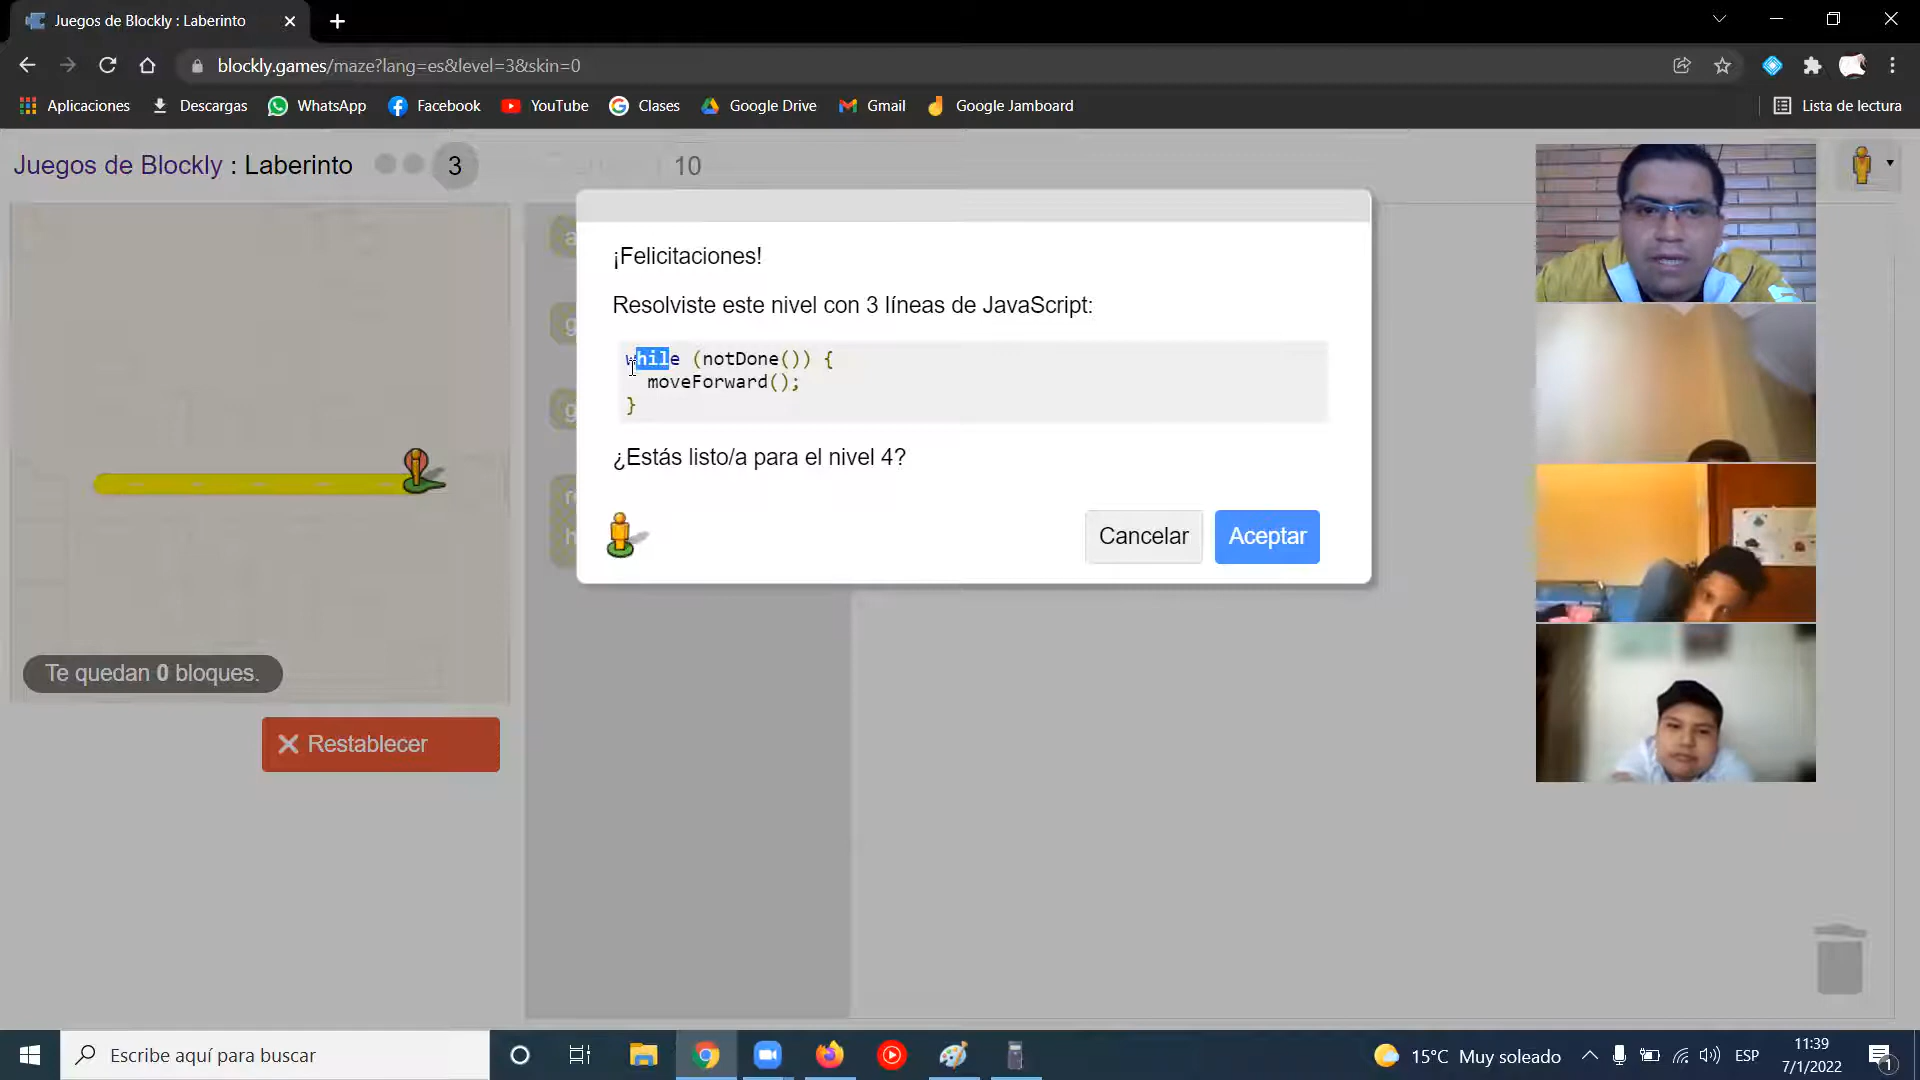 Juegos de Blockly : Laberinto
blockly.games/maze?lang=es&level=3&skin=0
Aplicaciones
Descargas
WhatsApp
Facebook
YouTube
Clases
Google Drive
Gmail
Google Jamboard
Lista de lectura
Juegos de Blockly : Laberinto 3 10
¡Felicitaciones!
Resolviste este nivel con 3 líneas de JavaScript:
while (notDone()) {
moveForward();
}
¿Estás listo/a para el nivel 4?
Cancelar
Aceptar
Te quedan 0 bloques.
Restablecer
Escribe aquí para buscar
15°C Muy soleado
ESP
11:39
7/1/2022
1